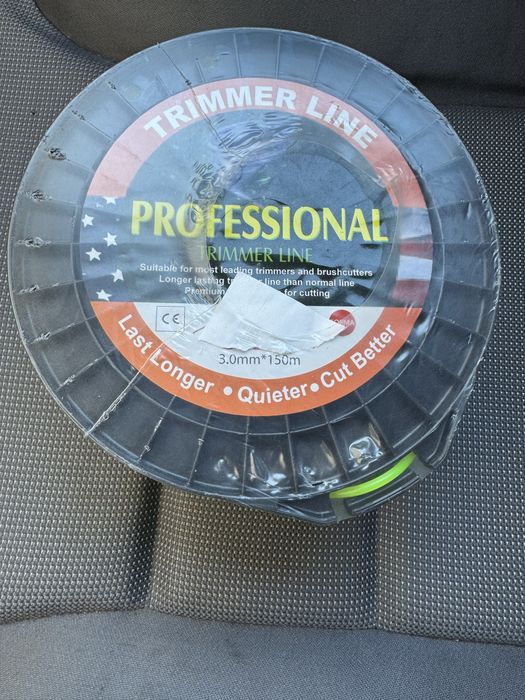 TRIMMER LINE
PROFESSIONAL
TRIMMER LINE
Suitable for most leading trimmers and brushcutters
Longer lasting line than normal line
Premium for cutting
CE
3.0mm*150m
Last Longer • Quieter • Cut Better